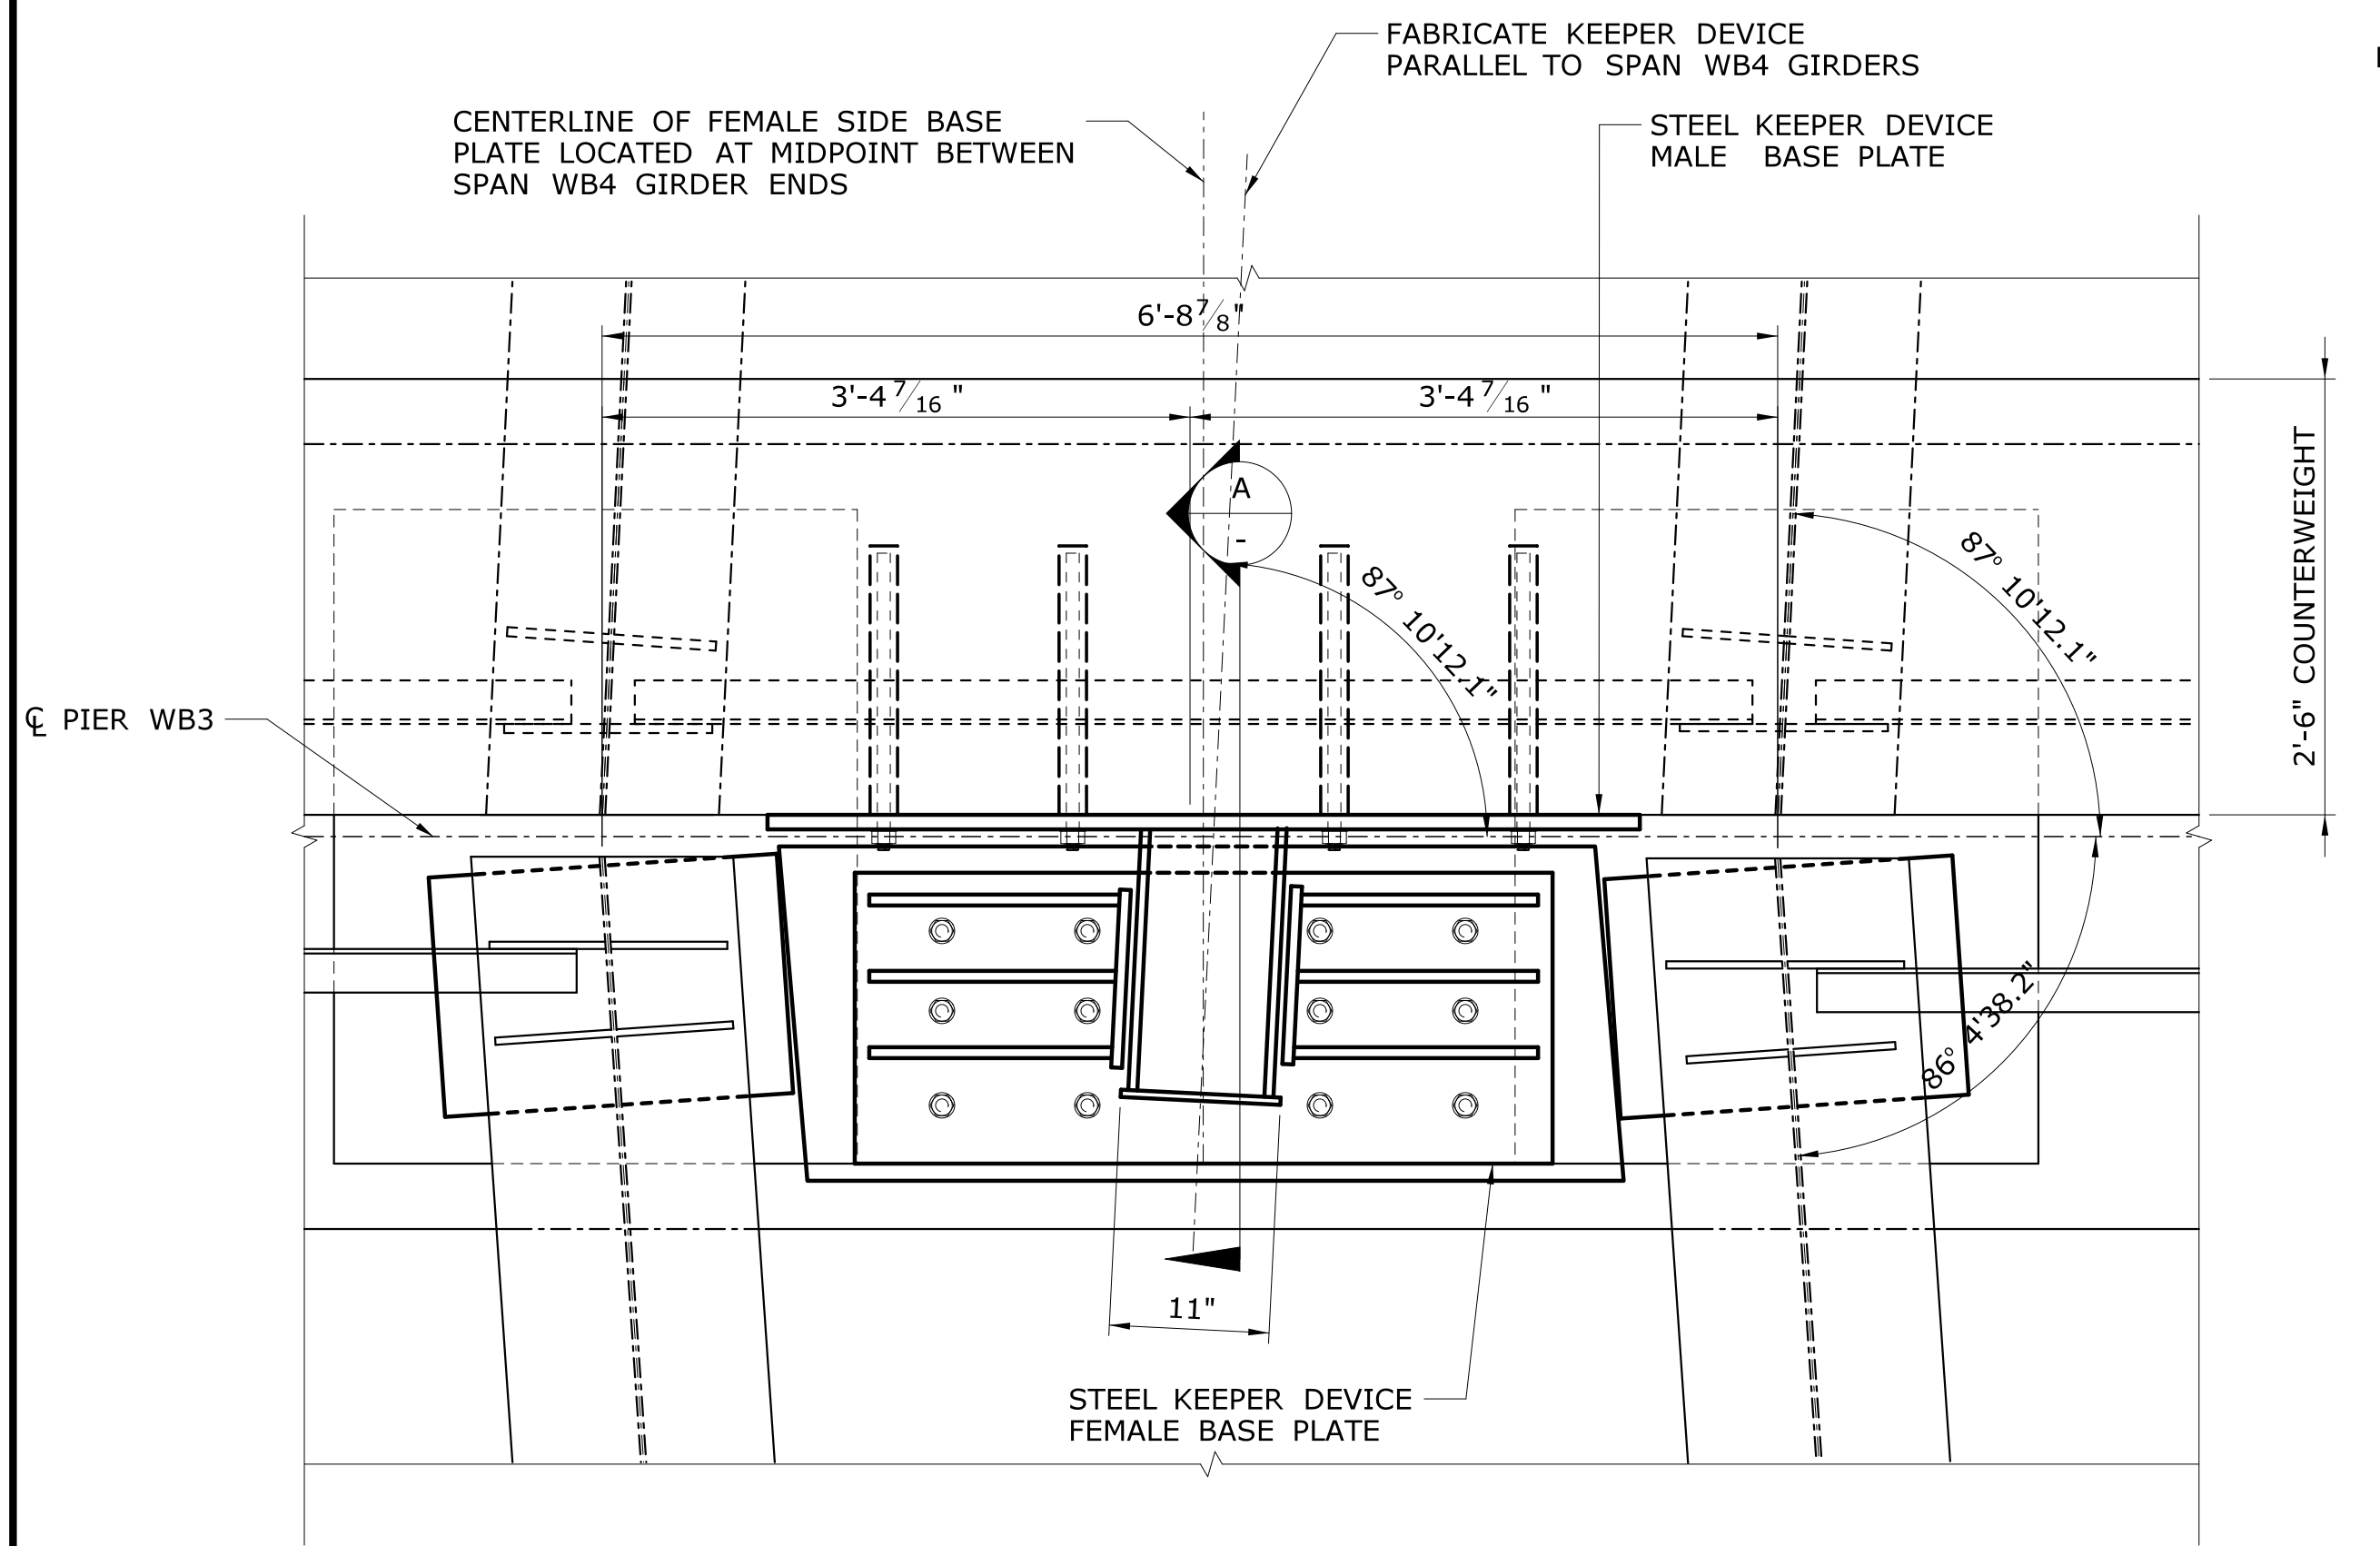 FABRICATE KEEPER DEVICE
PARALLEL TO SPAN WB4 GIRDERS
CENTERLINE OF FEMALE SIDE BASE
PLATE LOCATED AT MIDPOINT BETWEEN
SPAN WB4 GIRDER ENDS
STEEL KEEPER DEVICE
MALE BASE PLATE
6'-8 7/8"
3'-4 7/16"
3'-4 7/16"
A
-
87° 10'12.1"
87° 10'12.1"
2'-6" COUNTERWEIGHT
℄ PIER WB3
86° 4'38.2"
11"
STEEL KEEPER DEVICE
FEMALE BASE PLATE